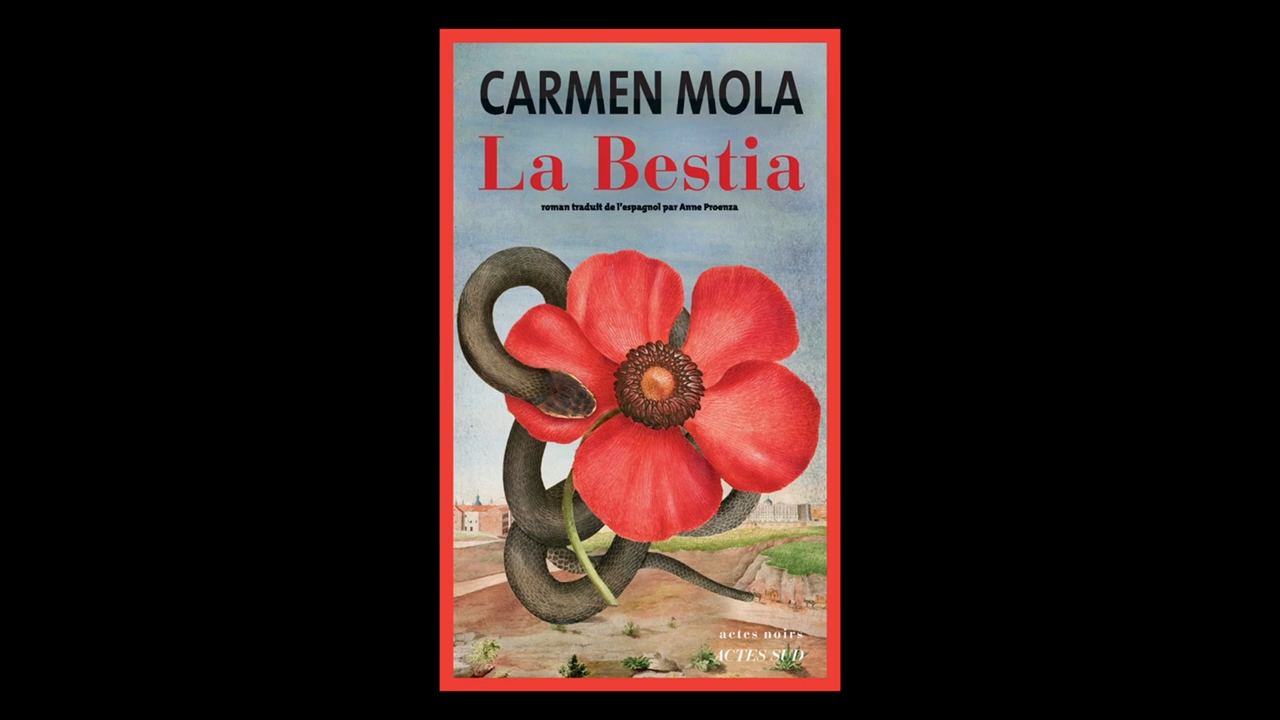 CARMEN MOLA
La Bestia
roman traduit de l'espagnol par Anne Proenza
actes noirs
ACTES SUD